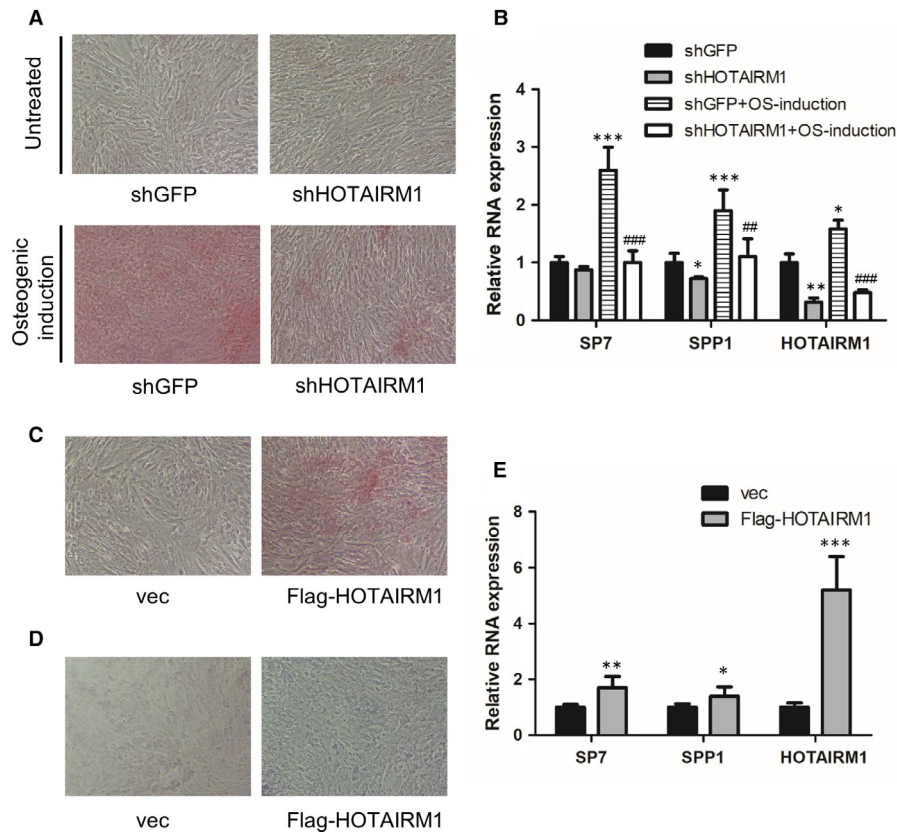 A
Untreated
shGFP
shHOTAIRM1
Osteogenic
induction
shGFP
shHOTAIRM1
B
shGFP
shHOTAIRM1
shGFP+OS-induction
shHOTAIRM1+OS-induction
Relative RNA expression
4
3
2
1
0
***
###
*
***
##
**
*
###
SP7
SPP1
HOTAIRM1
C
vec
Flag-HOTAIRM1
D
vec
Flag-HOTAIRM1
E
vec
Flag-HOTAIRM1
Relative RNA expression
8
6
4
2
0
**
*
***
SP7
SPP1
HOTAIRM1